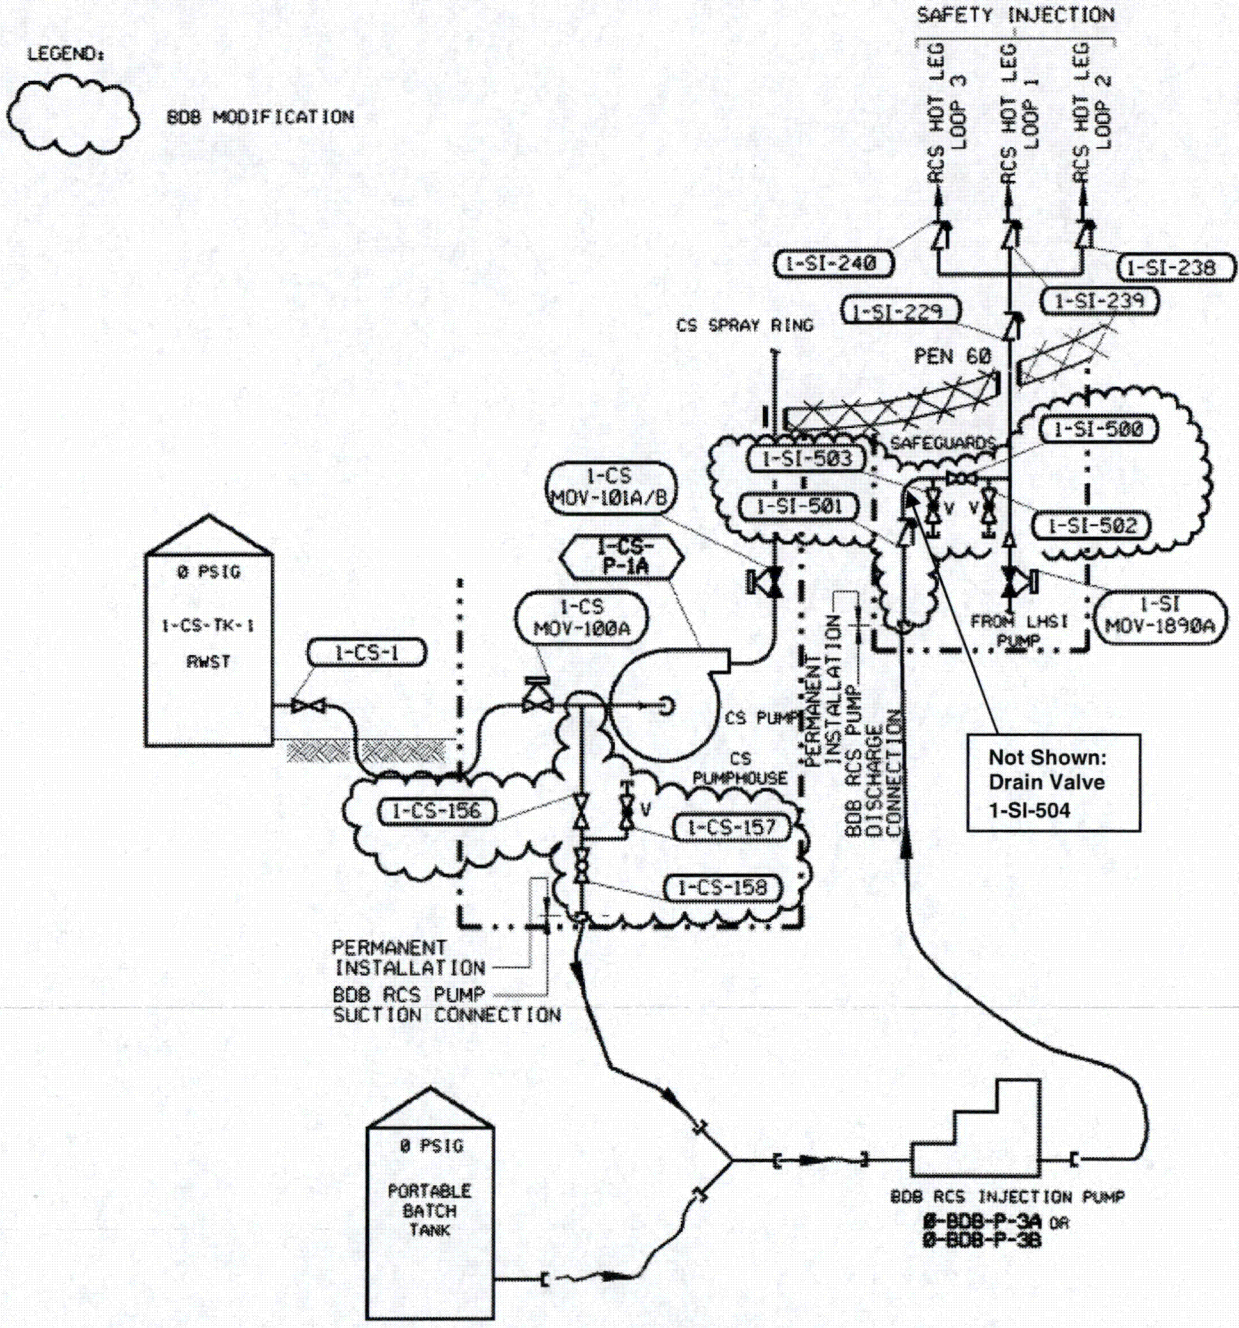 SAFETY INJECTION
RCS HOT LEG
LOOP 3
RCS HOT LEG
LOOP 1
RCS HOT LEG
LOOP 2
LEGEND:
BDB MODIFICATION
1-SI-240
1-SI-238
1-SI-239
1-SI-229
CS SPRAY RING
PEN 60
1-SI-500
SAFEGUARDS
1-SI-503
1-CS
MOV-101A/B
1-SI-501
V
V
1-SI-502
1-CS-
P-1A
0 PSIG
1-CS-TK-1
RWST
1-CS
MOV-100A
1-SI
MOV-1890A
FROM LHSI
PUMP
1-CS-1
CS PUMP
PERMANENT
INSTALLATION
BDB RCS PUMP
DISCHARGE
CONNECTION
CS
PUMPHOUSE
Not Shown:
Drain Valve
1-SI-504
1-CS-156
V
1-CS-157
1-CS-158
PERMANENT
INSTALLATION
BDB RCS PUMP
SUCTION CONNECTION
0 PSIG
PORTABLE
BATCH
TANK
BDB RCS INJECTION PUMP
0-BDB-P-3A OR
0-BDB-P-3B